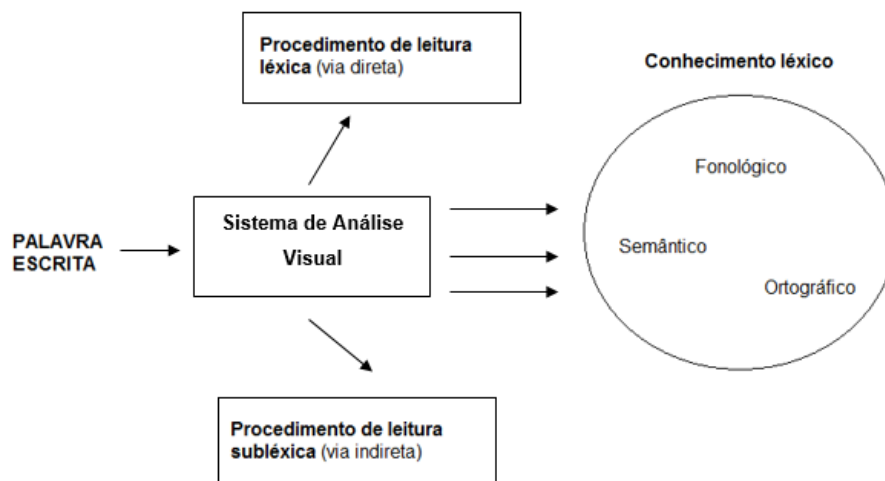 Procedimento de leitura
léxica (via direta)
Conhecimento léxico
Fonológico
Sistema de Análise
Visual
PALAVRA
ESCRITA
Semântico
Ortográfico
Procedimento de leitura
subléxica (via indireta)